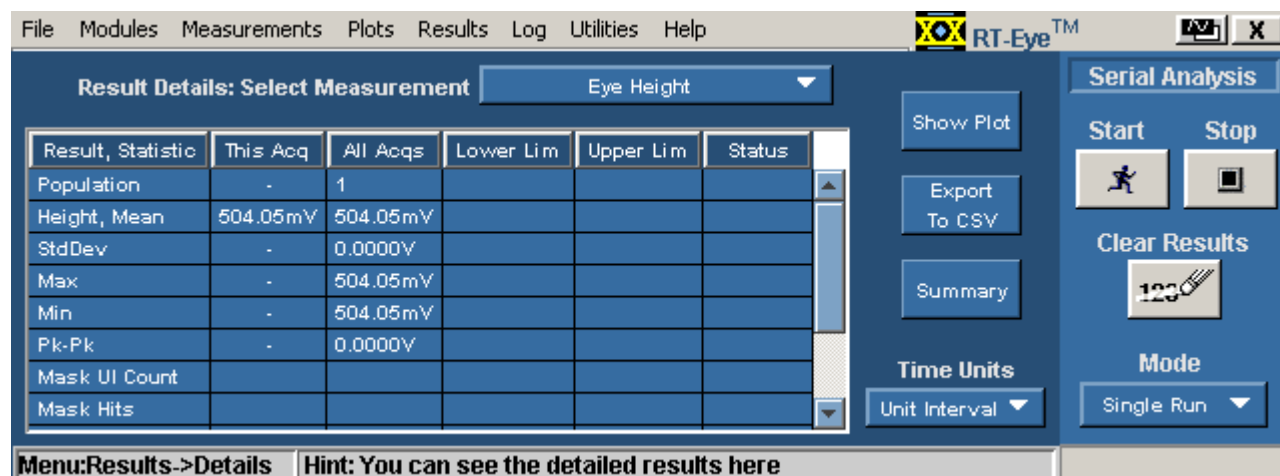 File Modules Measurements Plots Results Log Utilities Help RT-Eye™ X
Result Details: Select Measurement Eye Height
Result, Statistic This Acq All Acqs Lower Lim Upper Lim Status
Population - 1
Height, Mean 504.05mV 504.05mV
StdDev - 0.0000V
Max - 504.05mV
Min - 504.05mV
Pk-Pk - 0.0000V
Mask UI Count
Mask Hits
Show Plot
Export
To CSV
Summary
Time Units
Unit Interval
Serial Analysis
Start Stop
Clear Results
123
Mode
Single Run
Menu:Results->Details Hint: You can see the detailed results here